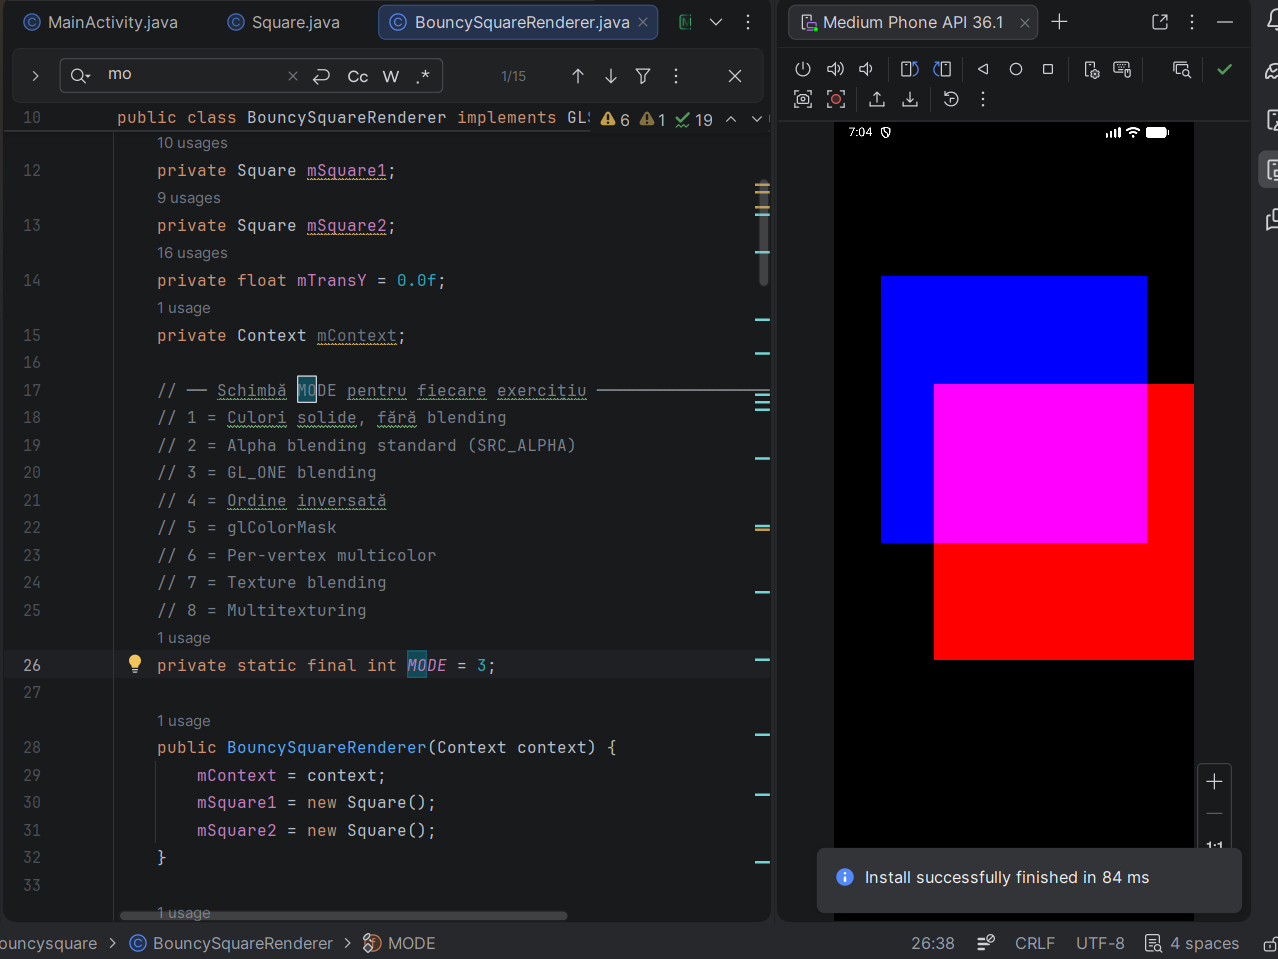 MainActivity.java
Square.java
BouncySquareRenderer.java
Medium Phone API 36.1
mo
Cc
W
.*
1/15
10
public class BouncySquareRenderer implements GLS
6
1
19
10 usages
12
private Square mSquare1;
9 usages
13
private Square mSquare2;
16 usages
14
private float mTransY = 0.0f;
1 usage
15
private Context mContext;
16
17
// ── Schimbă MODE pentru fiecare exercițiu ──────────────────
18
// 1 = Culori solide, fără blending
19
// 2 = Alpha blending standard (SRC_ALPHA)
20
// 3 = GL_ONE blending
21
// 4 = Ordine inversată
22
// 5 = glColorMask
23
// 6 = Per-vertex multicolor
24
// 7 = Texture blending
25
// 8 = Multitexturing
1 usage
26
private static final int MODE = 3;
27
1 usage
28
public BouncySquareRenderer(Context context) {
29
mContext = context;
30
mSquare1 = new Square();
31
mSquare2 = new Square();
32
}
33
1 usage
7:04
1:1
Install successfully finished in 84 ms
ouncysquare
BouncySquareRenderer
MODE
26:38
CRLF
UTF-8
4 spaces